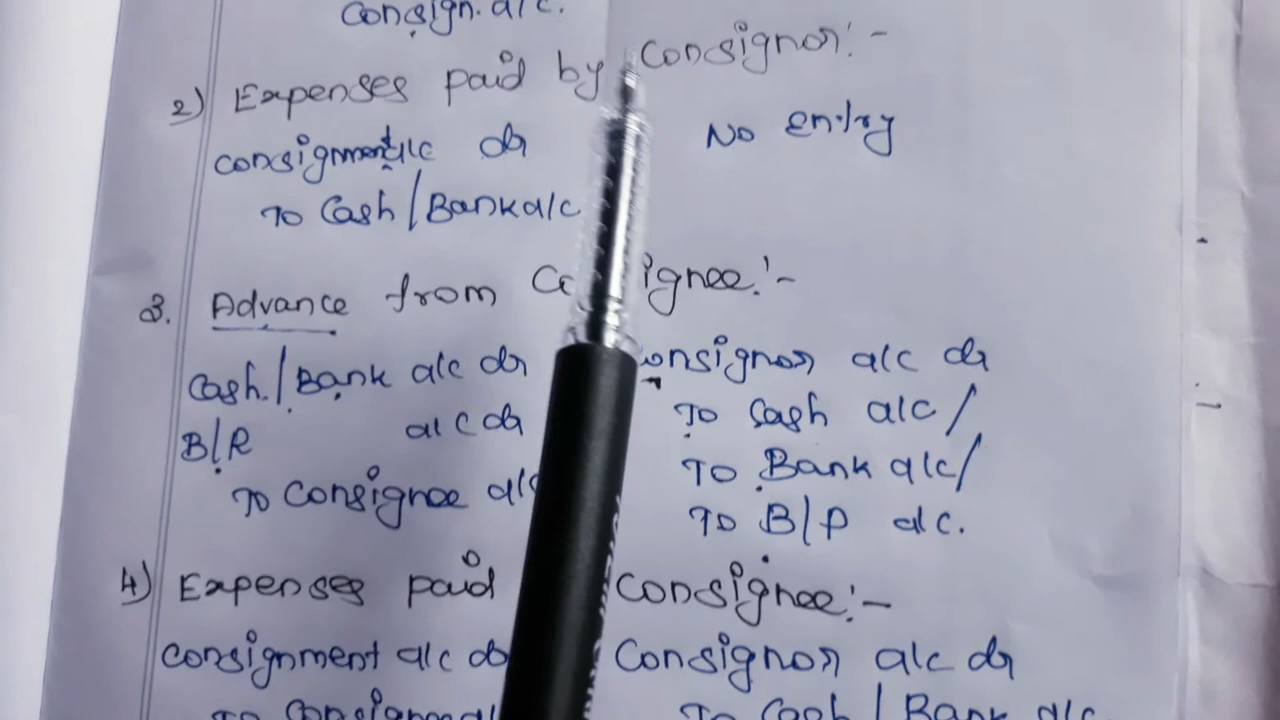 Consign. a/c.
2) Expenses paid by Consignor:-
consignment a/c dr No entry
To Cash/Bank a/c
3. Advance from Consignee:-
Cash/Bank a/c dr Consignor a/c dr
B/R a/c dr To Cash a/c/
To Consignee a/c To Bank a/c/
To B/P a/c.
4) Expenses paid Consignee:-
Consignment a/c dr Consignor a/c dr
To Consignee a/c To Cash/Bank a/c.